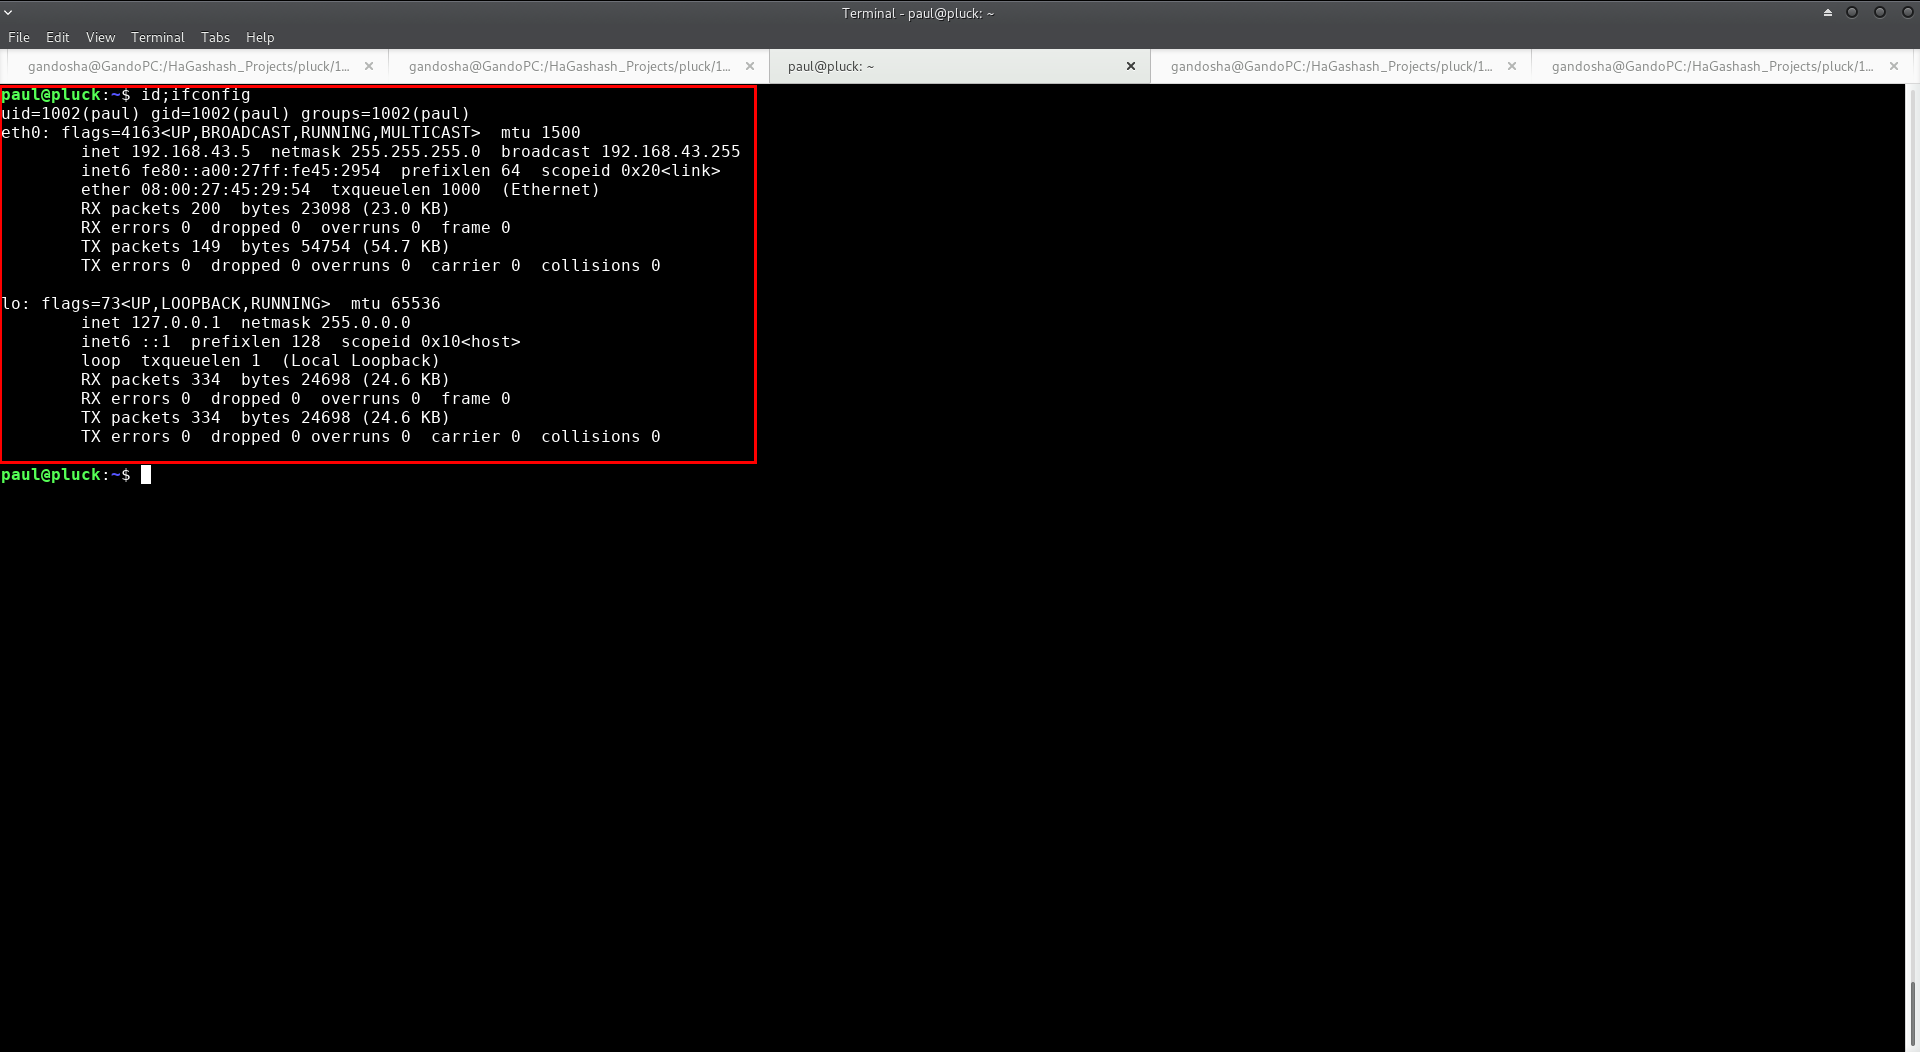 Terminal - paul@pluck: ~
File Edit View Terminal Tabs Help
gandosha@GandoPC:/HaGashash_Projects/pluck/1... gandosha@GandoPC:/HaGashash_Projects/pluck/1... paul@pluck: ~ gandosha@GandoPC:/HaGashash_Projects/pluck/1... gandosha@GandoPC:/HaGashash_Projects/pluck/1...
paul@pluck:~$ id;ifconfig
uid=1002(paul) gid=1002(paul) groups=1002(paul)
eth0: flags=4163<UP,BROADCAST,RUNNING,MULTICAST>  mtu 1500
        inet 192.168.43.5  netmask 255.255.255.0  broadcast 192.168.43.255
        inet6 fe80::a00:27ff:fe45:2954  prefixlen 64  scopeid 0x20<link>
        ether 08:00:27:45:29:54  txqueuelen 1000  (Ethernet)
        RX packets 200  bytes 23098 (23.0 KB)
        RX errors 0  dropped 0  overruns 0  frame 0
        TX packets 149  bytes 54754 (54.7 KB)
        TX errors 0  dropped 0 overruns 0  carrier 0  collisions 0

lo: flags=73<UP,LOOPBACK,RUNNING>  mtu 65536
        inet 127.0.0.1  netmask 255.0.0.0
        inet6 ::1  prefixlen 128  scopeid 0x10<host>
        loop  txqueuelen 1  (Local Loopback)
        RX packets 334  bytes 24698 (24.6 KB)
        RX errors 0  dropped 0  overruns 0  frame 0
        TX packets 334  bytes 24698 (24.6 KB)
        TX errors 0  dropped 0 overruns 0  carrier 0  collisions 0

paul@pluck:~$